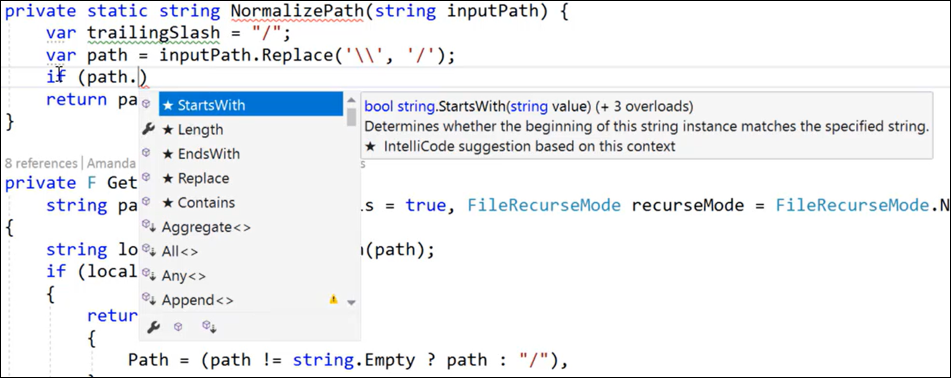 private static string NormalizePath(string inputPath) {
var trailingSlash = "/";
var path = inputPath.Replace('\\', '/');
if (path.)
return pa
}
★ StartsWith
★ Length
★ EndsWith
★ Replace
★ Contains
Aggregate<>
All<>
Any<>
Append<>
bool string.StartsWith(string value) (+ 3 overloads)
Determines whether the beginning of this string instance matches the specified string.
★ IntelliCode suggestion based on this context
8 references | Amanda
private F Get
string pa s = true, FileRecurseMode recurseMode = FileRecurseMode.N
{
string lo (path);
if (local
{
return
{
Path = (path != string.Empty ? path : "/"),